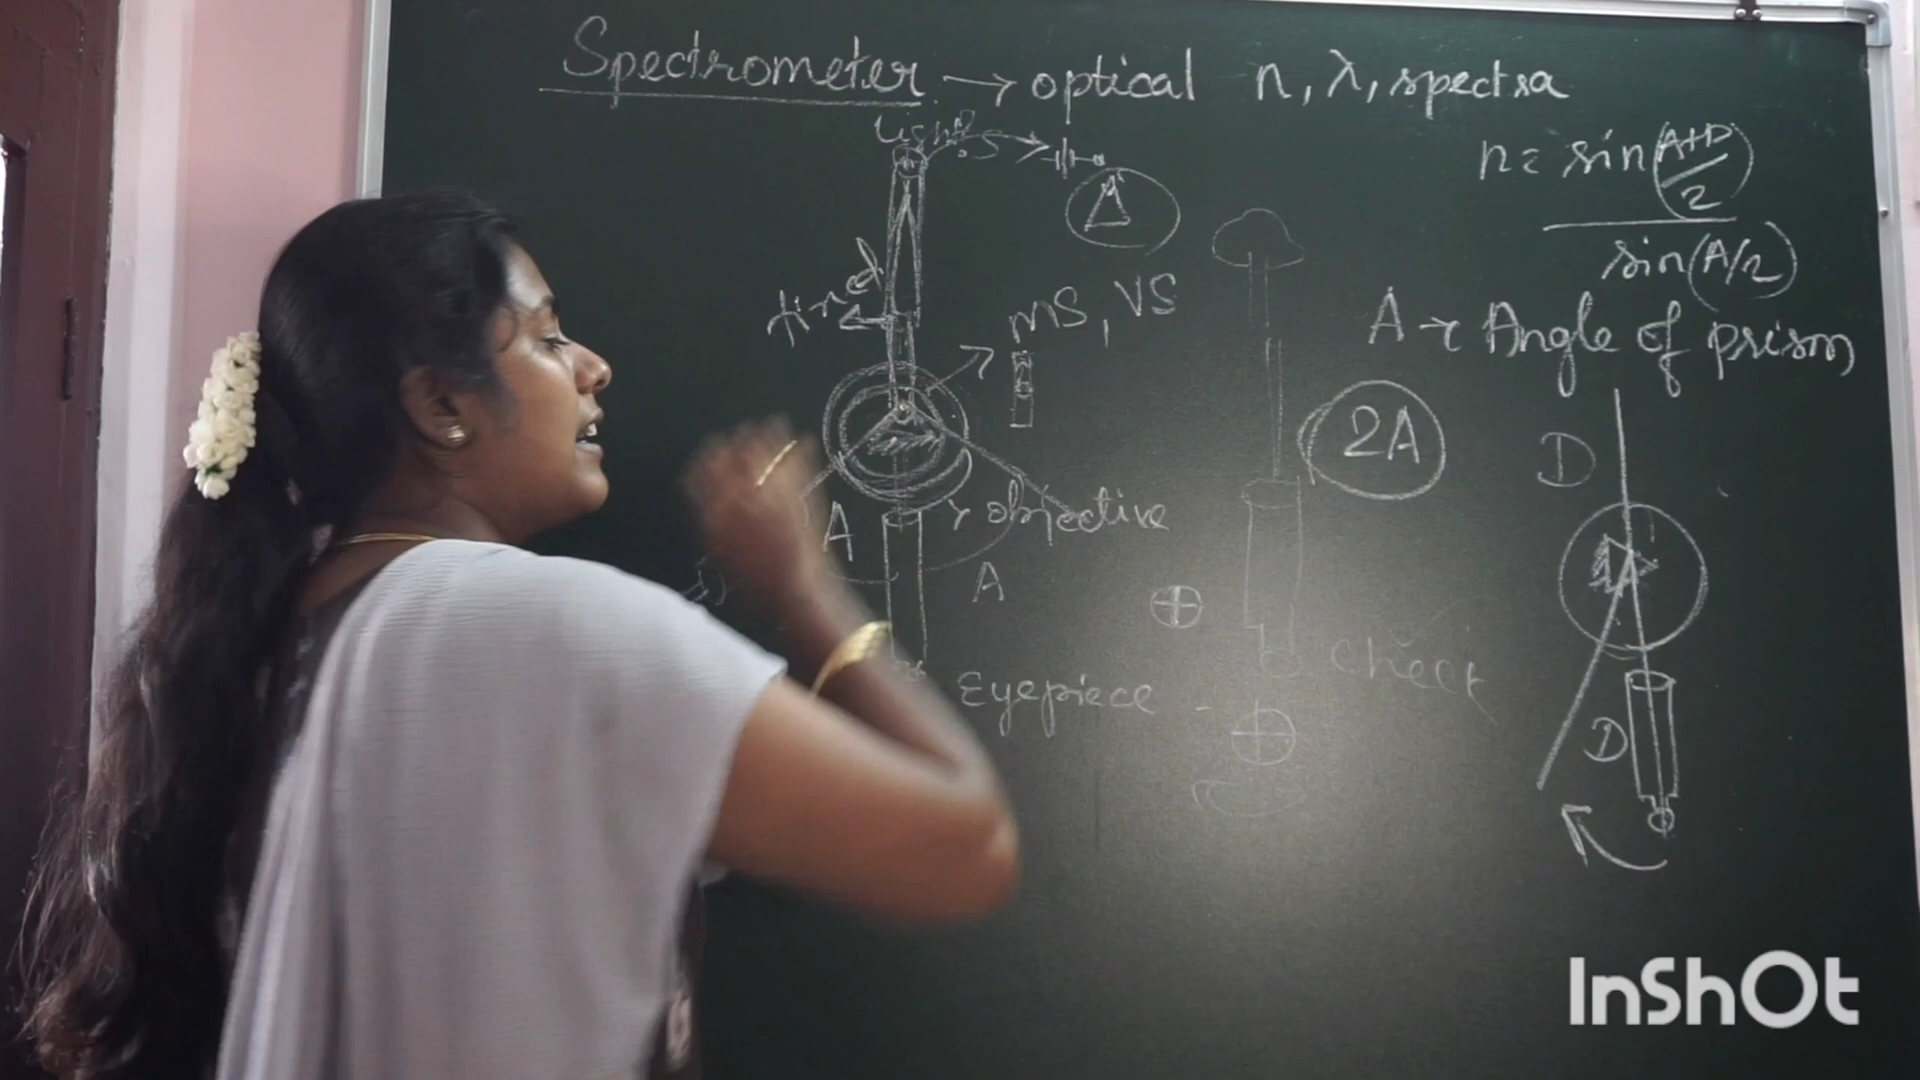 Spectrometer → optical n, λ, spectra
Light S
n = sin(A+D/2)
sin(A/2)
A → Angle of prism
MS, VS
2A
D
objective
A
A
Eyepiece
check
D
InShOt